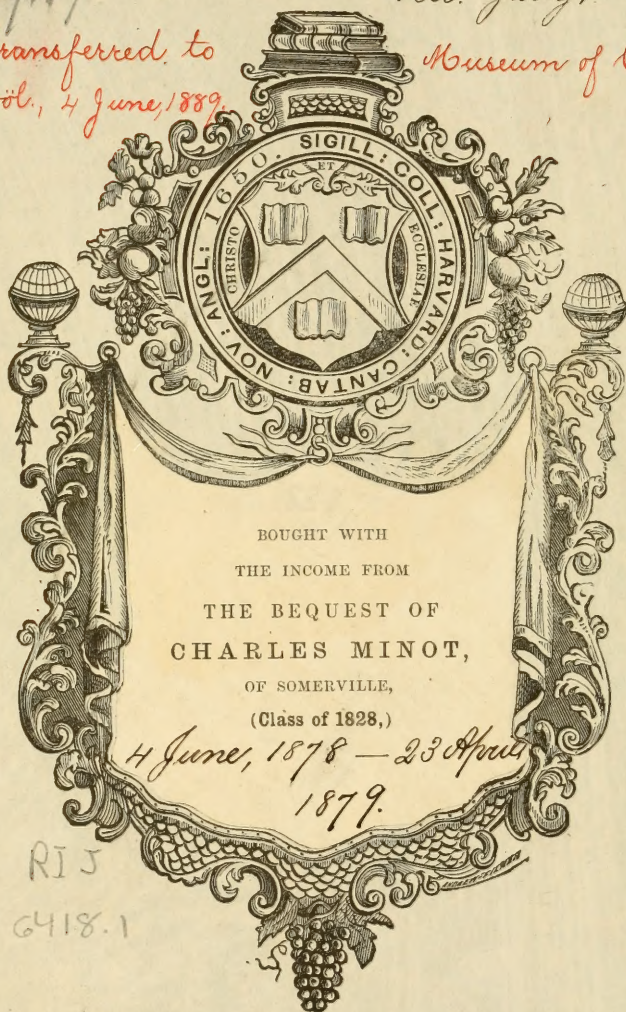 transferred to Museum of
4 June, 1889.
SIGILL: COLL: HARVARD: CANTAB: NOV: ANGL: 1650.
ET
CHRISTO
ECCLESIAE
BOUGHT WITH
THE INCOME FROM
THE BEQUEST OF
CHARLES MINOT,
OF SOMERVILLE,
(Class of 1828,)
4 June, 1878 — 23 April,
1879.
RIJ
6418.1